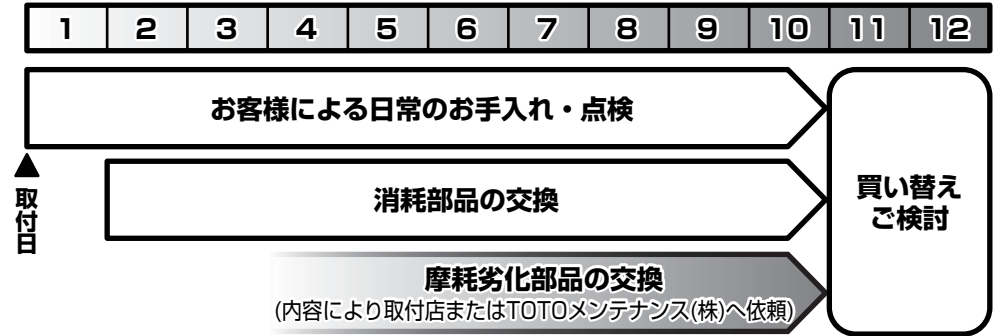 1 2 3 4 5 6 7 8 9 10 11 12
お客様による日常のお手入れ・点検
▲
取付日
消耗部品の交換
買い替え
ご検討
摩耗劣化部品の交換
(内容により取付店またはTOTOメンテナンス(株)へ依頼)